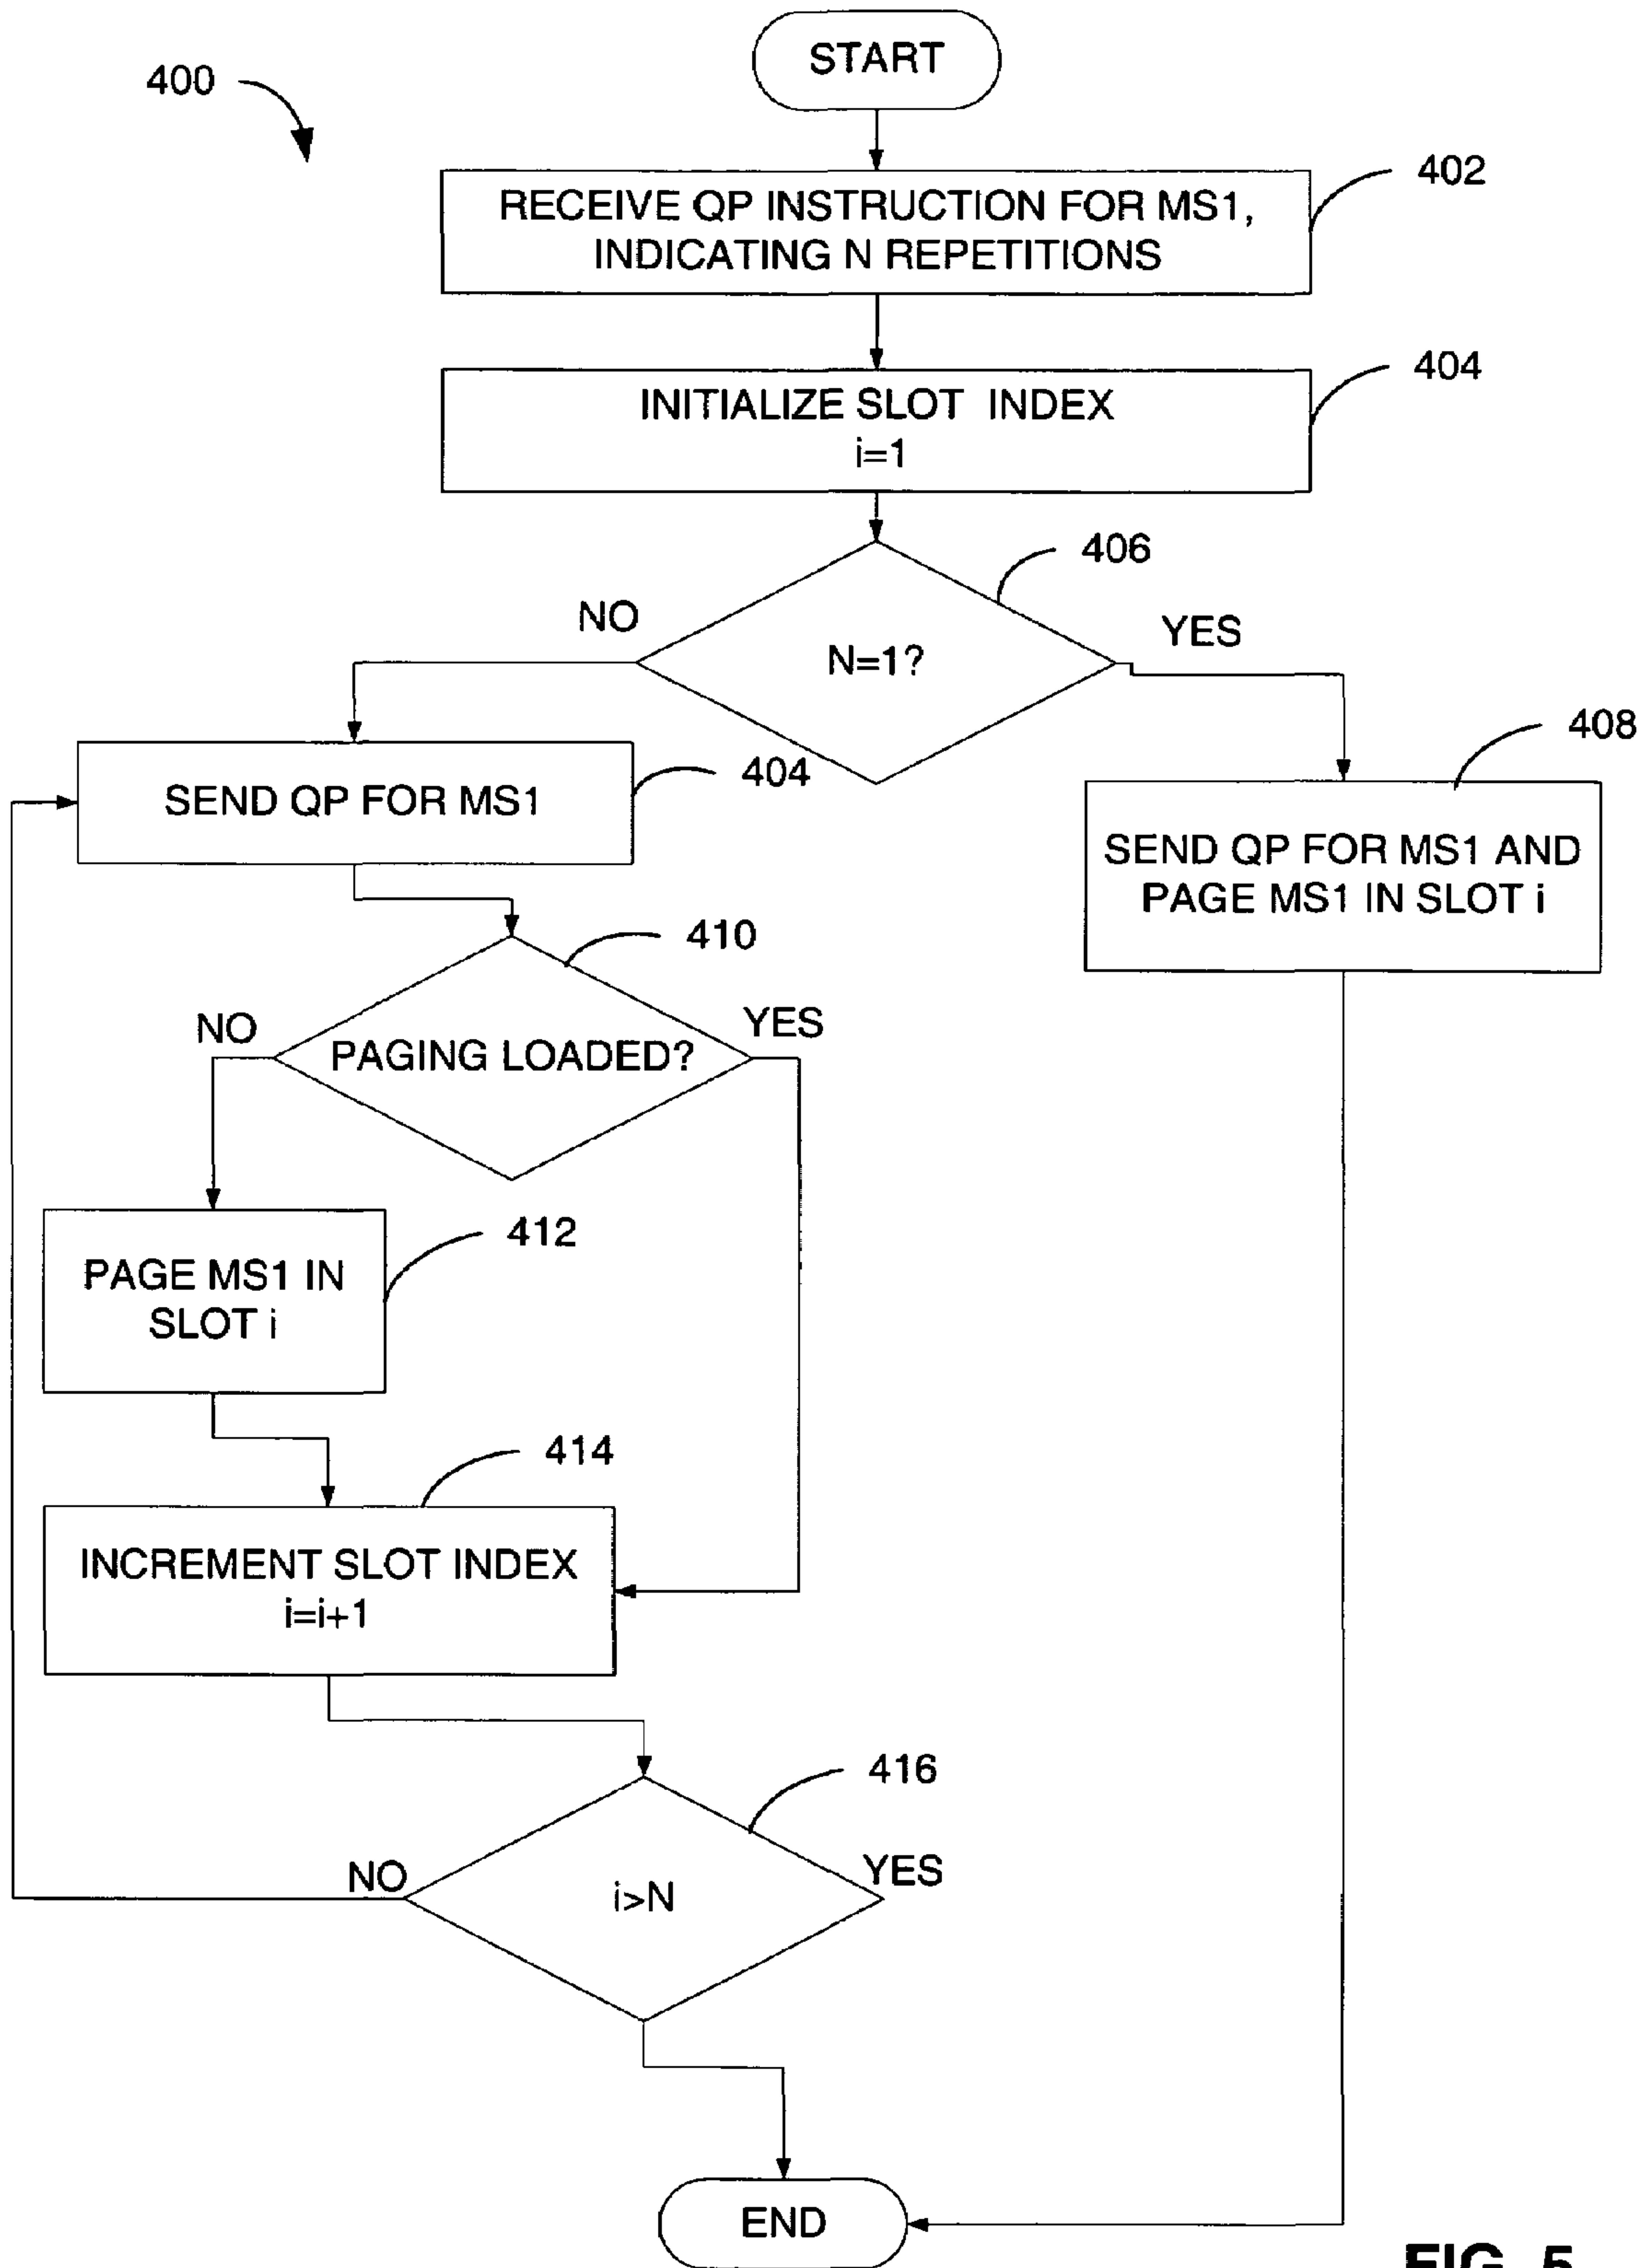 START
400
RECEIVE QP INSTRUCTION FOR MS1,
INDICATING N REPETITIONS
402
INITIALIZE SLOT INDEX
i=1
404
406
NO
N=1?
YES
408
SEND QP FOR MS1
404
SEND QP FOR MS1 AND
PAGE MS1 IN SLOT i
410
NO
PAGING LOADED?
YES
412
PAGE MS1 IN
SLOT i
414
INCREMENT SLOT INDEX
i=i+1
416
NO
i>N
YES
END
FIG. 5